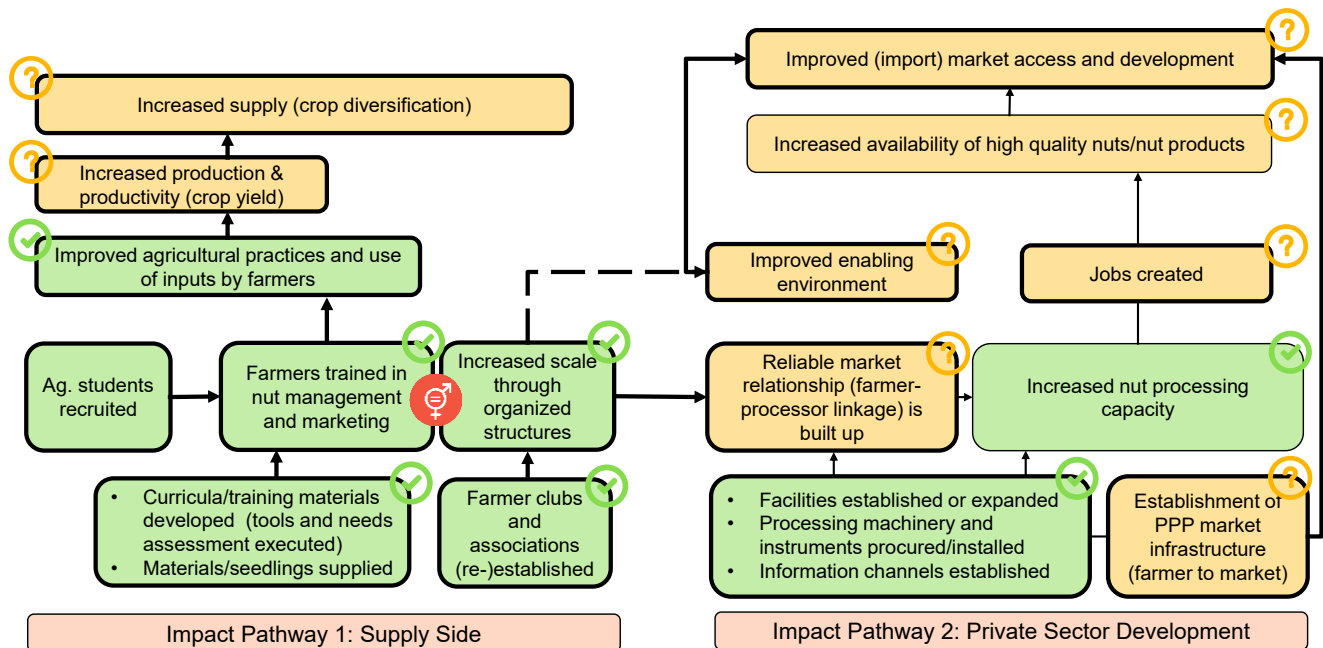 Increased supply (crop diversification)
Increased production &
productivity (crop yield)
Improved agricultural practices and use
of inputs by farmers
Ag. students
recruited
Farmers trained in
nut management
and marketing
Increased scale
through
organized
structures
• Curricula/training materials
developed (tools and needs
assessment executed)
• Materials/seedlings supplied
Farmer clubs
and
associations
(re-)established
Impact Pathway 1: Supply Side
Improved (import) market access and development
Increased availability of high quality nuts/nut products
Improved enabling
environment
Jobs created
Reliable market
relationship (farmer-
processor linkage) is
built up
Increased nut processing
capacity
• Facilities established or expanded
• Processing machinery and
instruments procured/installed
• Information channels established
Establishment of
PPP market
infrastructure
(farmer to market)
Impact Pathway 2: Private Sector Development